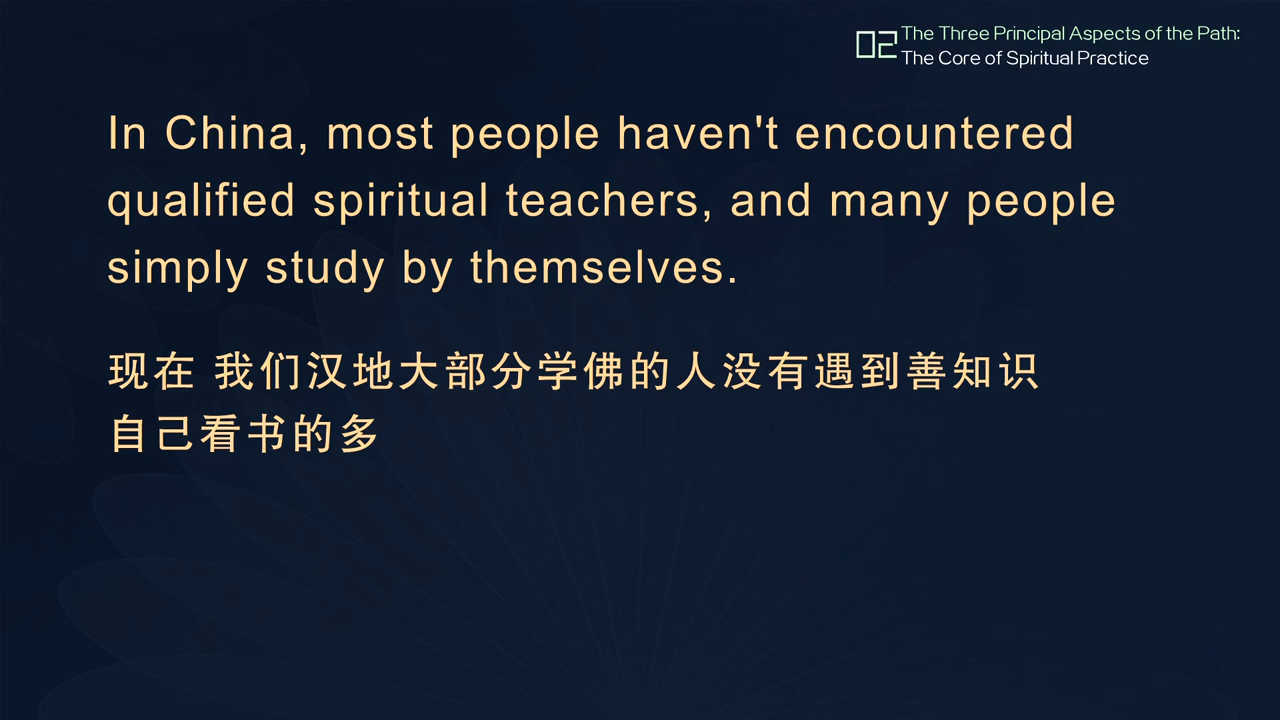 02
The Three Principal Aspects of the Path:
The Core of Spiritual Practice
In China, most people haven't encountered
qualified spiritual teachers, and many people
simply study by themselves.
现在 我们汉地大部分学佛的人没有遇到善知识
自己看书的多